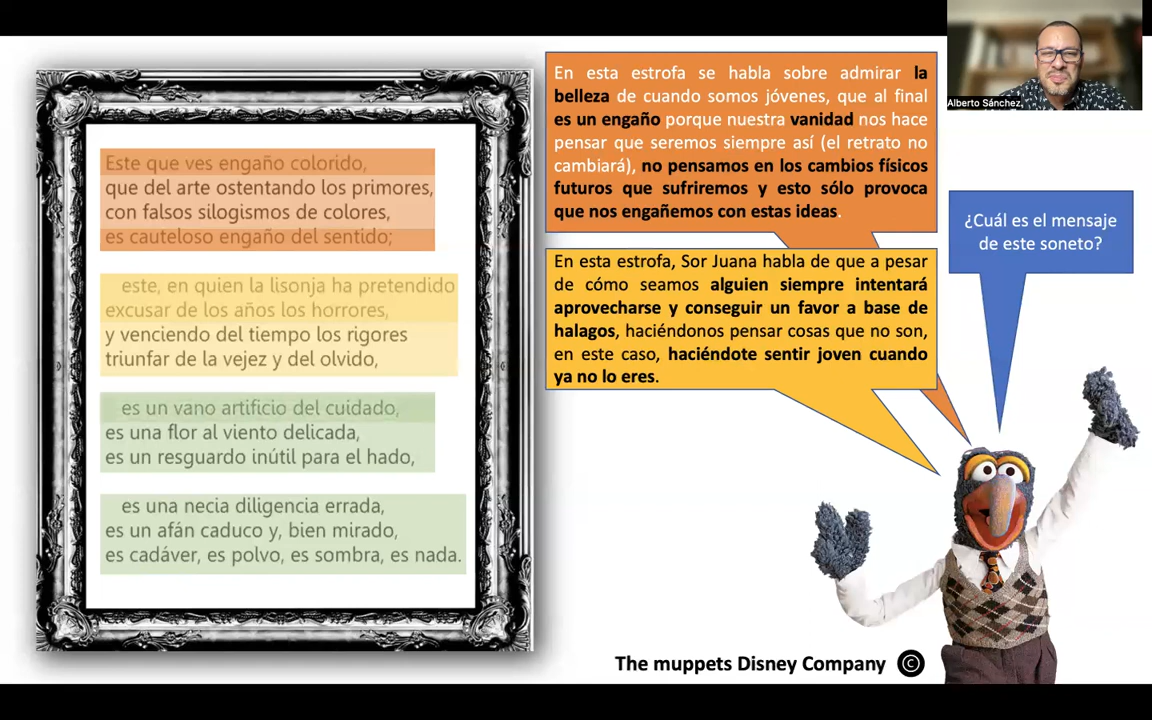 Este que ves engaño colorido,
que del arte ostentando los primores,
con falsos silogismos de colores,
es cauteloso engaño del sentido;
este, en quien la lisonja ha pretendido
excusar de los años los horrores,
y venciendo del tiempo los rigores
triunfar de la vejez y del olvido,
es un vano artificio del cuidado,
es una flor al viento delicada,
es un resguardo inútil para el hado,
es una necia diligencia errada,
es un afán caduco y, bien mirado,
es cadáver, es polvo, es sombra, es nada.
En esta estrofa se habla sobre admirar la
belleza de cuando somos jóvenes, que al final
es un engaño porque nuestra vanidad nos hace
pensar que seremos siempre así (el retrato no
cambiará), no pensamos en los cambios físicos
futuros que sufriremos y esto sólo provoca
que nos engañemos con estas ideas.
En esta estrofa, Sor Juana habla de que a pesar
de cómo seamos alguien siempre intentará
aprovecharse y conseguir un favor a base de
halagos, haciéndonos pensar cosas que no son,
en este caso, haciéndote sentir joven cuando
ya no lo eres.
Alberto Sánchez,
¿Cuál es el mensaje
de este soneto?
The muppets Disney Company ©